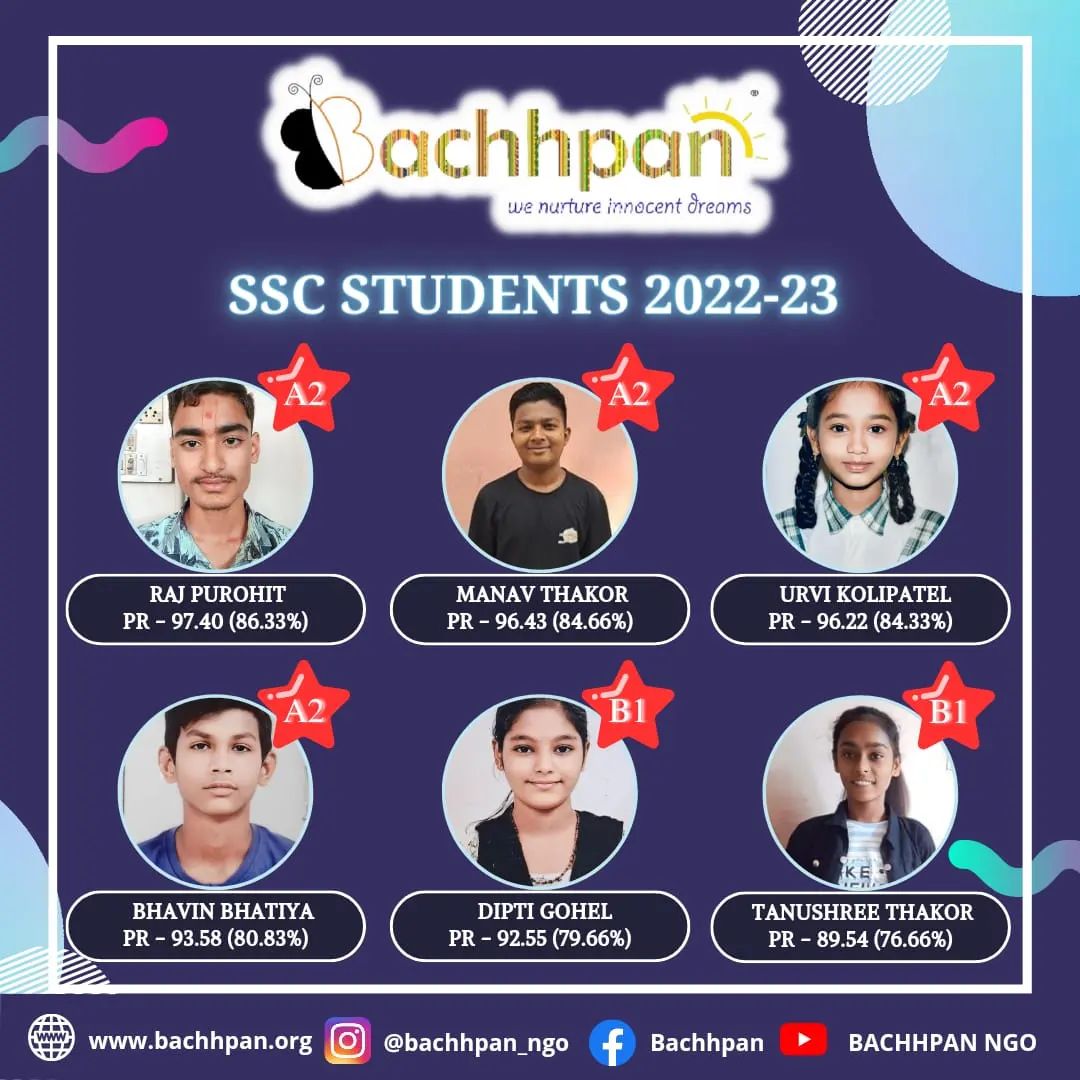 Bachhpan®
we nurture innocent dreams
SSC STUDENTS 2022-23
A2
RAJ PUROHIT
PR – 97.40 (86.33%)
A2
MANAV THAKOR
PR – 96.43 (84.66%)
A2
URVI KOLIPATEL
PR – 96.22 (84.33%)
A2
BHAVIN BHATIYA
PR – 93.58 (80.83%)
B1
DIPTI GOHEL
PR – 92.55 (79.66%)
B1
TANUSHREE THAKOR
PR – 89.54 (76.66%)
www www.bachhpan.org @bachhpan_ngo Bachhpan BACHHPAN NGO